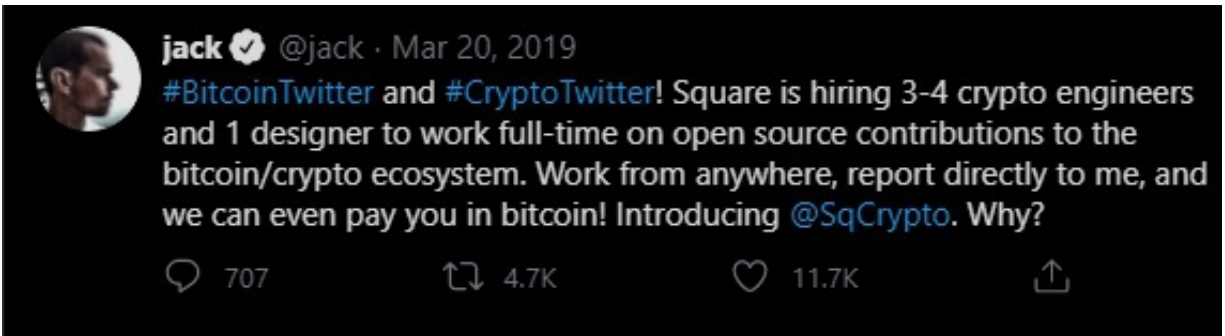 jack @jack · Mar 20, 2019
#BitcoinTwitter and #CryptoTwitter! Square is hiring 3-4 crypto engineers
and 1 designer to work full-time on open source contributions to the
bitcoin/crypto ecosystem. Work from anywhere, report directly to me, and
we can even pay you in bitcoin! Introducing @SqCrypto. Why?
707 4.7K 11.7K